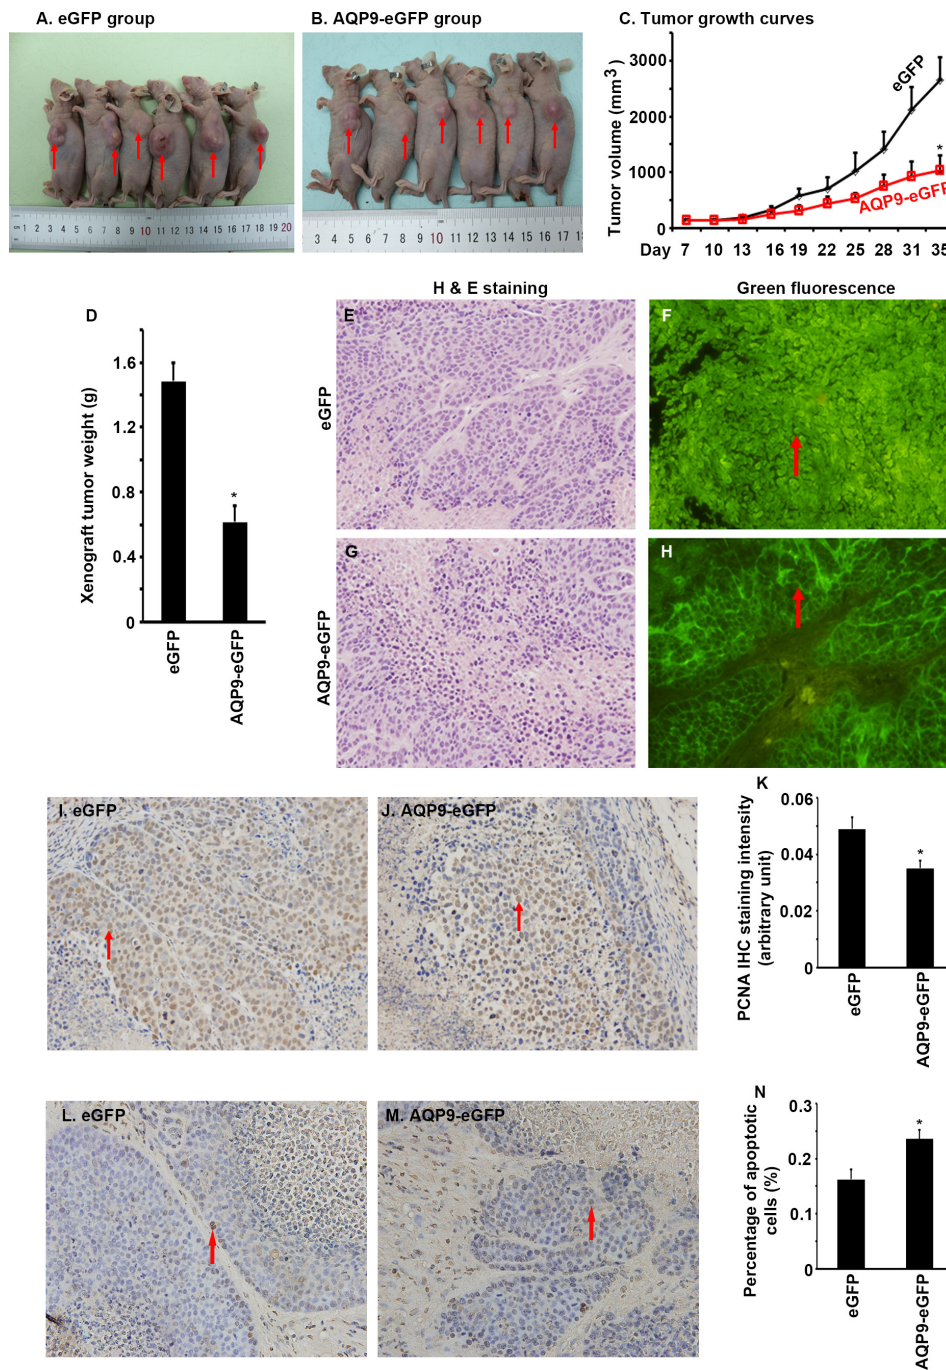 A. eGFP group
B. AQP9-eGFP group
C. Tumor growth curves
1 2 3 4 5 6 7 8 9 10 11 12 13 14 15 16 17 18 19 20
3 4 5 6 7 8 9 10 11 12 13 14 15 16 17 18
Tumor volume (mm3)
3000
2000
1000
0
eGFP
*
AQP9-eGFP
Day 7 10 13 16 19 22 25 28 31 35
D
Xenograft tumor weight (g)
1.6
1.2
0.8
0.4
0
*
eGFP
AQP9-eGFP
H & E staining
Green fluorescence
eGFP
E
F
AQP9-eGFP
G
H
I. eGFP
J. AQP9-eGFP
K
PCNA IHC staining intensity
(arbitrary unit)
0.06
0.04
0.02
0
*
eGFP
AQP9-eGFP
L. eGFP
M. AQP9-eGFP
N
Percentage of apoptotic
cells (%)
0.3
0.2
0.1
0
*
eGFP
AQP9-eGFP